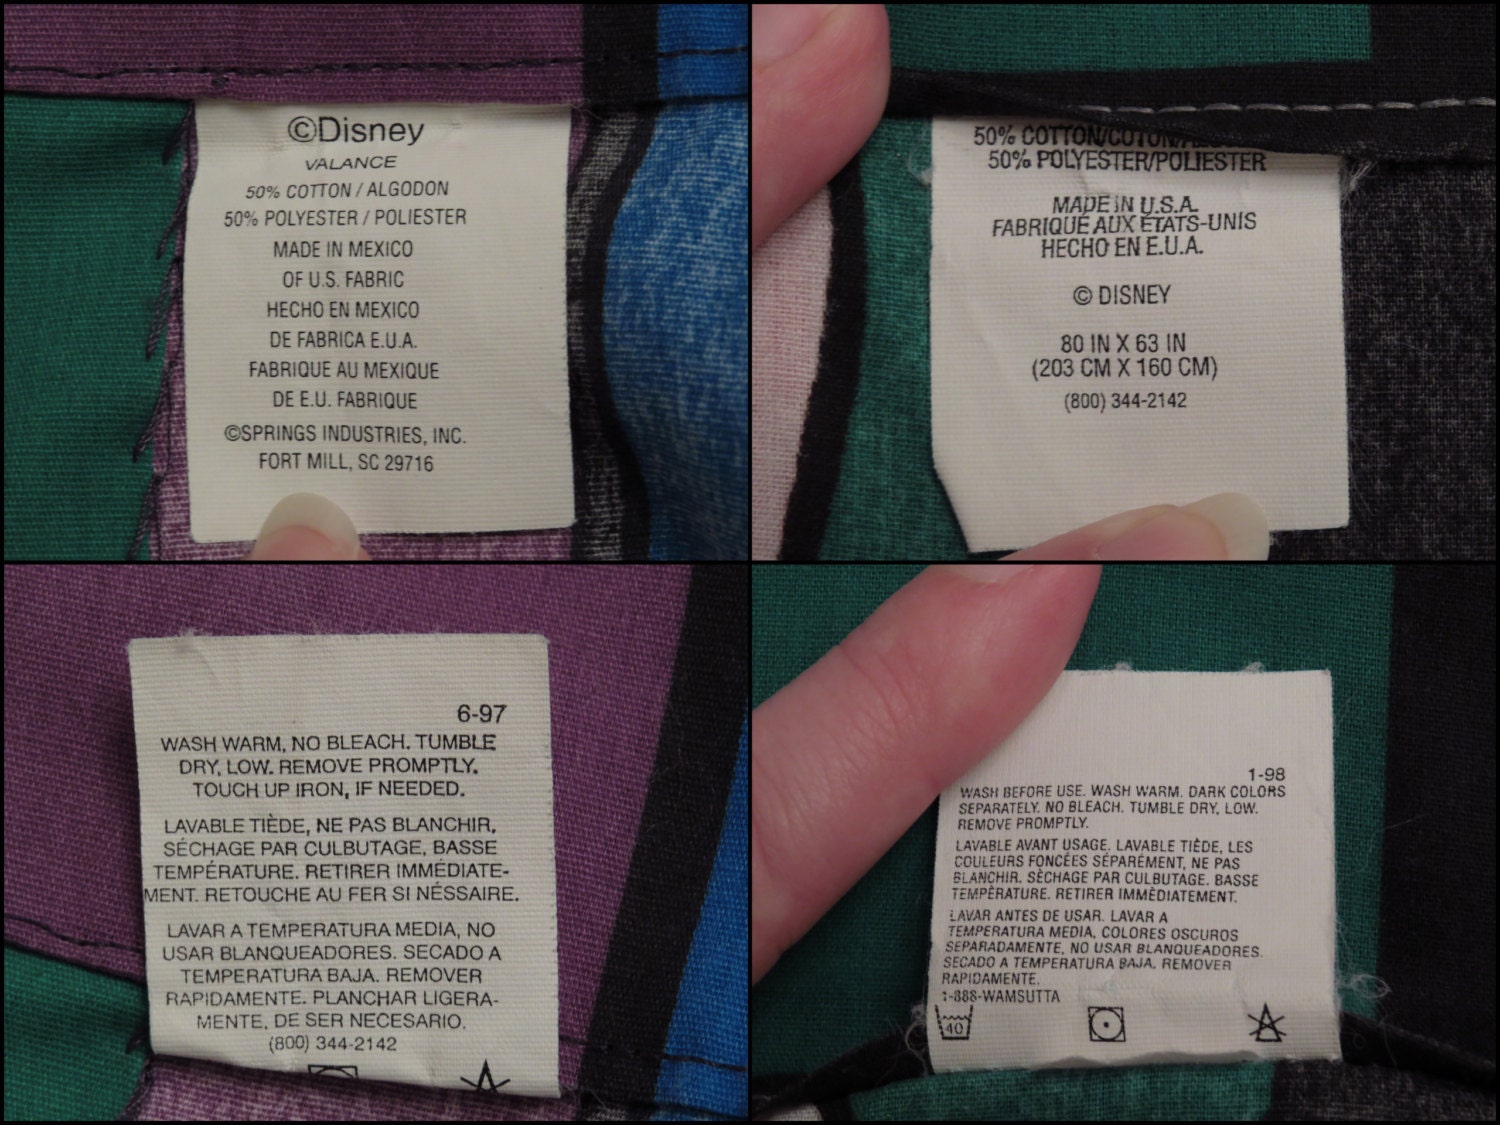 ©Disney
VALANCE
50% COTTON / ALGODON
50% POLYESTER / POLIESTER
MADE IN MEXICO
OF U.S. FABRIC
HECHO EN MEXICO
DE FABRICA E.U.A.
FABRIQUE AU MEXIQUE
DE E.U. FABRIQUE
©SPRINGS INDUSTRIES, INC.
FORT MILL, SC 29716
50% COTTON/COTON/
50% POLYESTER/POLIESTER
MADE IN U.S.A.
FABRIQUÉ AUX ÉTATS-UNIS
HECHO EN E.U.A.
© DISNEY
80 IN X 63 IN
(203 CM X 160 CM)
(800) 344-2142
6-97
WASH WARM, NO BLEACH. TUMBLE
DRY, LOW. REMOVE PROMPTLY.
TOUCH UP IRON, IF NEEDED.
LAVABLE TIÈDE, NE PAS BLANCHIR,
SÉCHAGE PAR CULBUTAGE, BASSE
TEMPÉRATURE. RETIRER IMMÉDIATE-
MENT. RETOUCHE AU FER SI NÉSSAIRE.
LAVAR A TEMPERATURA MEDIA, NO
USAR BLANQUEADORES. SECADO A
TEMPERATURA BAJA. REMOVER
RAPIDAMENTE. PLANCHAR LIGERA-
MENTE, DE SER NECESARIO.
(800) 344-2142
1-98
WASH BEFORE USE. WASH WARM. DARK COLORS
SEPARATELY. NO BLEACH. TUMBLE DRY, LOW.
REMOVE PROMPTLY.
LAVABLE AVANT USAGE. LAVABLE TIÈDE, LES
COULEURS FONCÉES SÉPARÉMENT, NE PAS
BLANCHIR. SÈCHAGE PAR CULBUTAGE. BASSE
TEMPÈRATURE. RETIRER IMMÈDIATEMENT.
LAVAR ANTES DE USAR. LAVAR A
TEMPERATURA MEDIA, COLORES OSCUROS
SEPARADAMENTE, NO USAR BLANQUEADORES.
SECADO A TEMPERATURA BAJA. REMOVER
RAPIDAMENTE.
1-888-WAMSUTTA
40